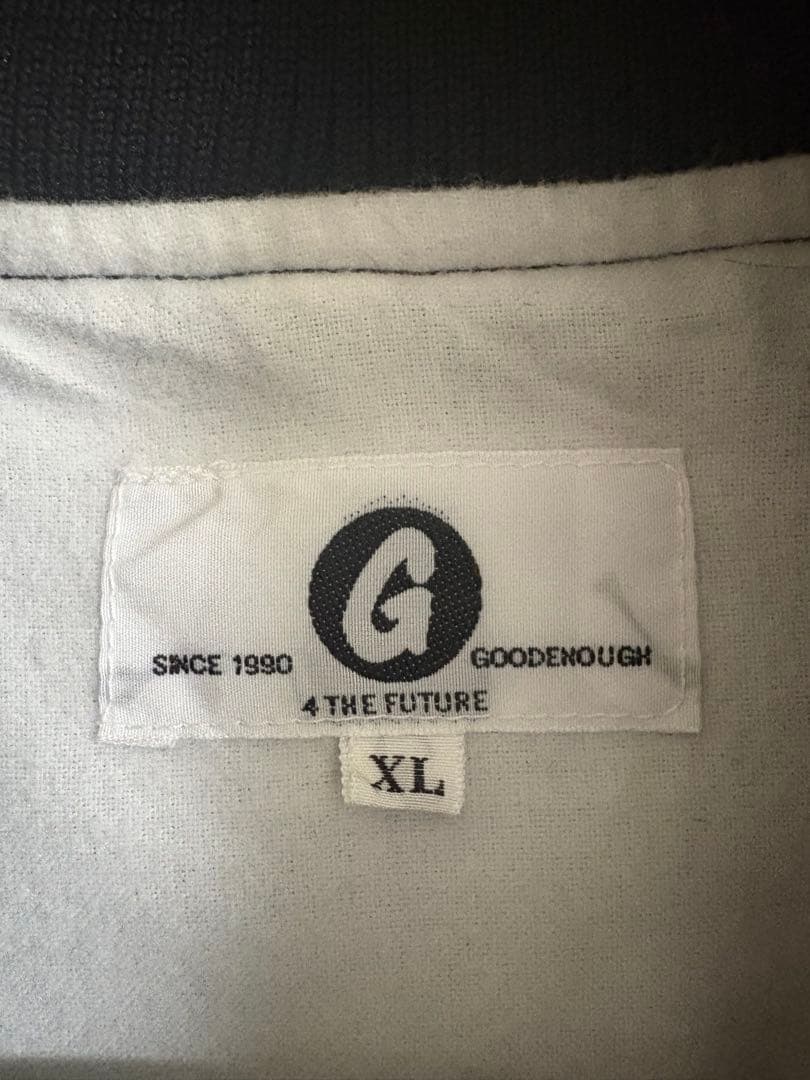 G
SINCE 1990 GOODENOUGH
4 THE FUTURE
XL